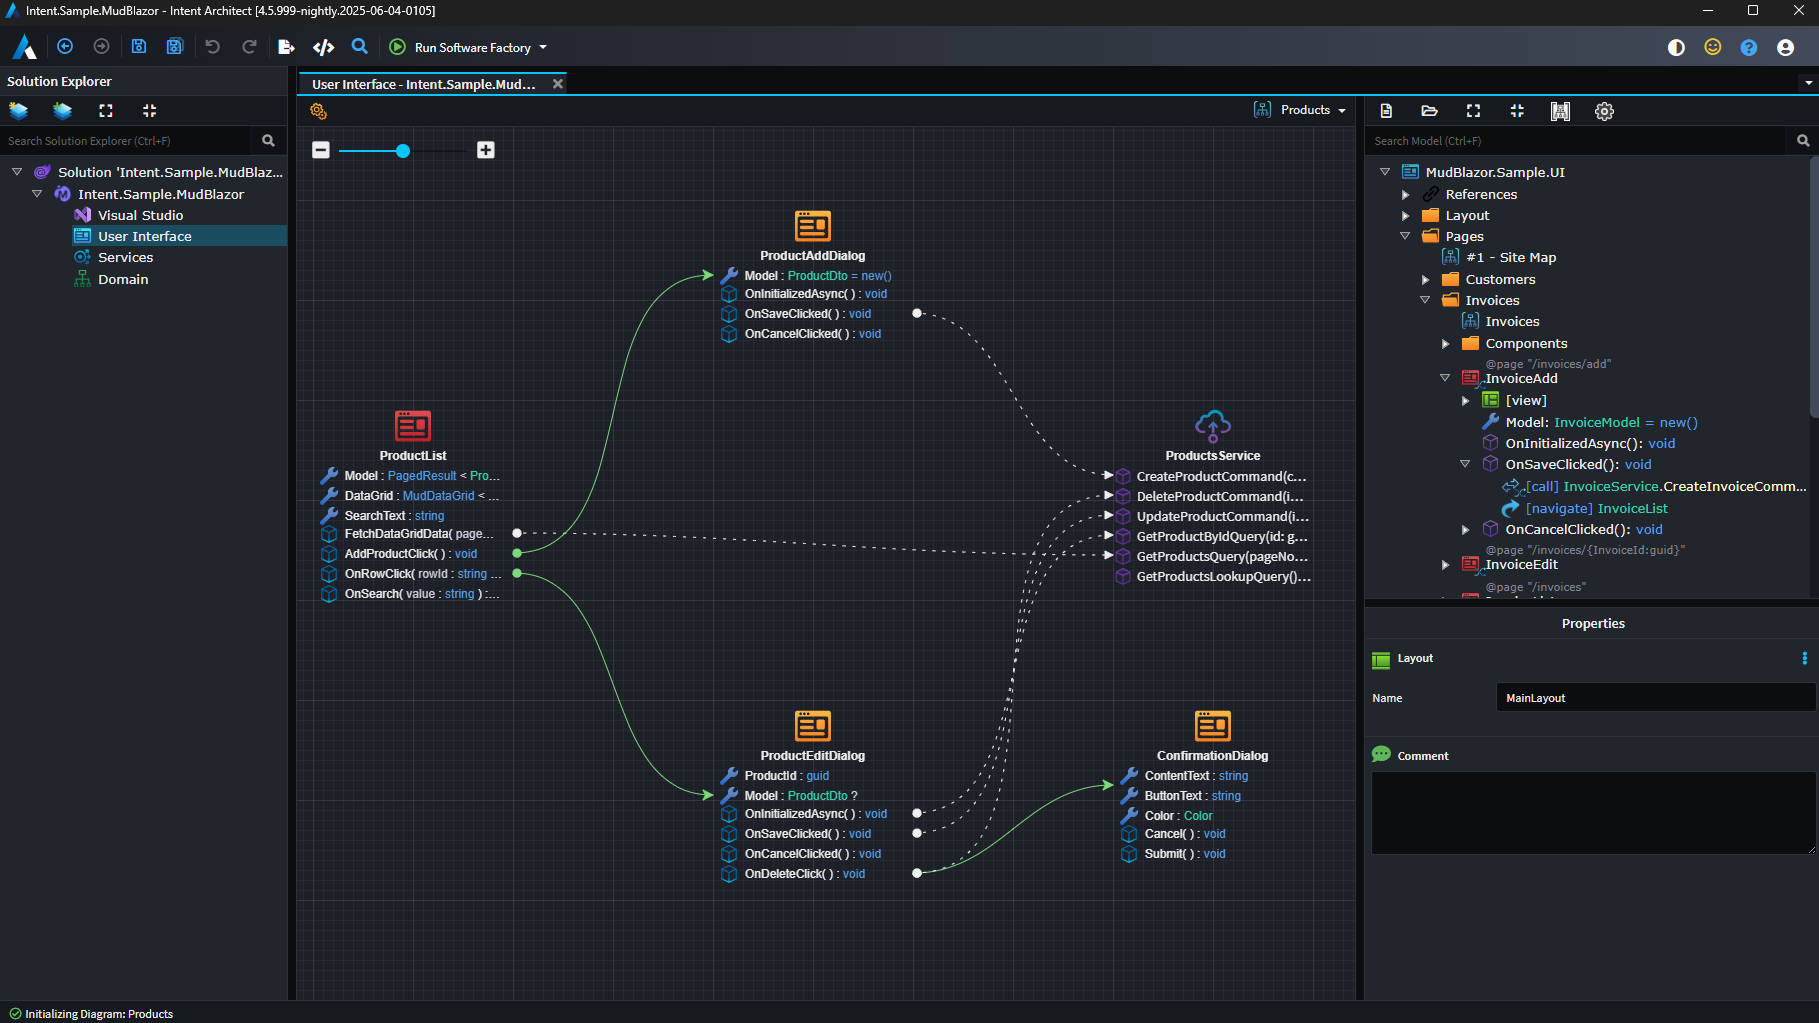 Intent.Sample.MudBlazor - Intent Architect [4.5.999-nightly.2025-06-04-0105]
Run Software Factory
Solution Explorer
Search Solution Explorer (Ctrl+F)
Solution 'Intent.Sample.MudBlaz...
Intent.Sample.MudBlazor
Visual Studio
User Interface
Services
Domain
User Interface - Intent.Sample.Mud...
Products
ProductAddDialog
Model : ProductDto = new()
OnInitializedAsync( ) : void
OnSaveClicked( ) : void
OnCancelClicked( ) : void
ProductList
Model : PagedResult < Pro...
DataGrid : MudDataGrid < ...
SearchText : string
FetchDataGridData( page...
AddProductClick( ) : void
OnRowClick( rowId : string ...
OnSearch( value : string ) :...
ProductsService
CreateProductCommand(c...
DeleteProductCommand(i...
UpdateProductCommand(i...
GetProductByIdQuery(id: g...
GetProductsQuery(pageNo...
GetProductsLookupQuery()...
ProductEditDialog
ProductId : guid
Model : ProductDto ?
OnInitializedAsync( ) : void
OnSaveClicked( ) : void
OnCancelClicked( ) : void
OnDeleteClick( ) : void
ConfirmationDialog
ContentText : string
ButtonText : string
Color : Color
Cancel( ) : void
Submit( ) : void
Search Model (Ctrl+F)
MudBlazor.Sample.UI
References
Layout
Pages
#1 - Site Map
Customers
Invoices
Invoices
Components
@page "/invoices/add"
InvoiceAdd
[view]
Model: InvoiceModel = new()
OnInitializedAsync(): void
OnSaveClicked(): void
[call] InvoiceService.CreateInvoiceComm...
[navigate] InvoiceList
OnCancelClicked(): void
@page "/invoices/{InvoiceId:guid}"
InvoiceEdit
@page "/invoices"
Properties
Layout
Name
MainLayout
Comment
Initializing Diagram: Products